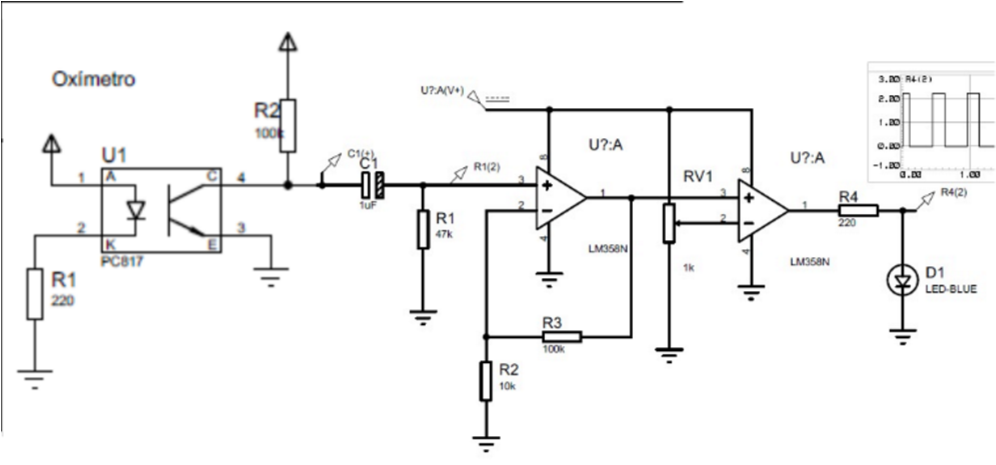 Oxímetro
U1
1
A
C
4
2
K
E
3
PC817
R1
220
R2
100k
C1(+)
C1
1uF
R1(2)
R1
47k
U?:A(V+)
U?:A
3
2
8
4
1
LM358N
R3
100k
R2
10k
RV1
1k
U?:A
3
2
8
4
1
LM358N
R4
220
R4(2)
D1
LED-BLUE
3.00 R4(2)
2.00
1.00
0.00
-1.00
0.00 1.00